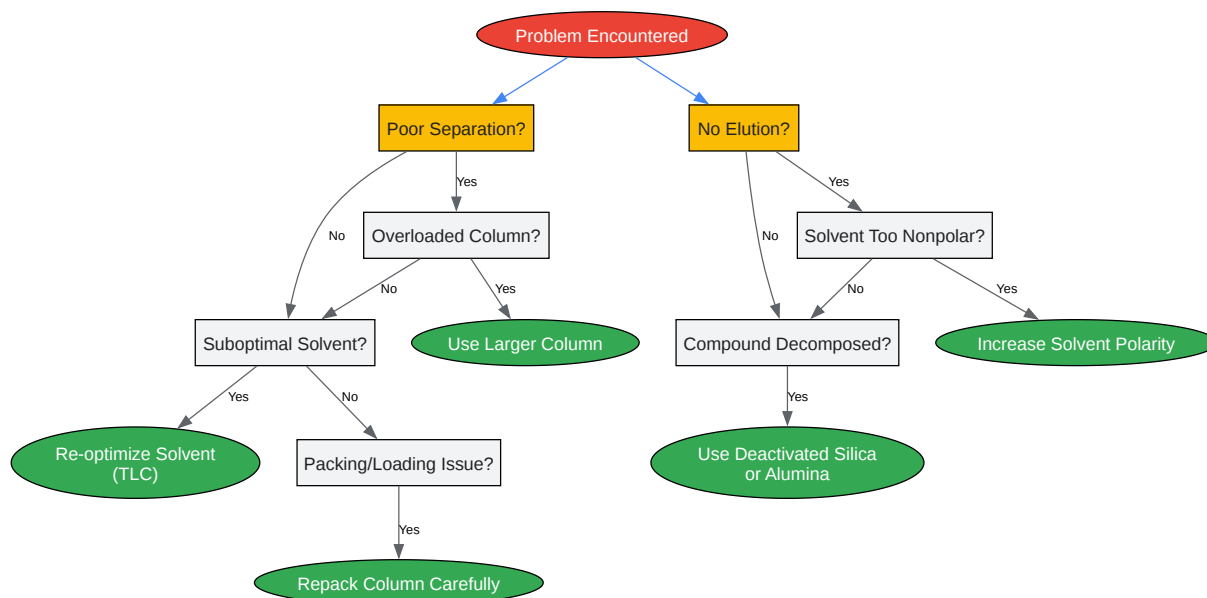 Problem Encountered
Poor Separation?
No Elution?
Yes
Yes
No
No
Overloaded Column?
Solvent Too Nonpolar?
No
Yes
No
Yes
Suboptimal Solvent?
Use Larger Column
Compound Decomposed?
Increase Solvent Polarity
Yes
No
Yes
Re-optimize Solvent
(TLC)
Packing/Loading Issue?
Use Deactivated Silica
or Alumina
Yes
Repack Column Carefully